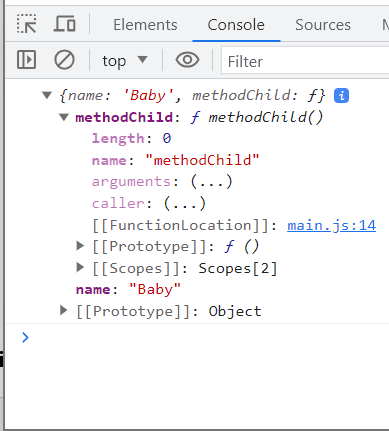 Elements Console Sources M
top Filter
{name: 'Baby', methodChild: ƒ} i
methodChild: ƒ methodChild()
length: 0
name: "methodChild"
arguments: (...)
caller: (...)
[[FunctionLocation]]: main.js:14
[[Prototype]]: ƒ ()
[[Scopes]]: Scopes[2]
name: "Baby"
[[Prototype]]: Object